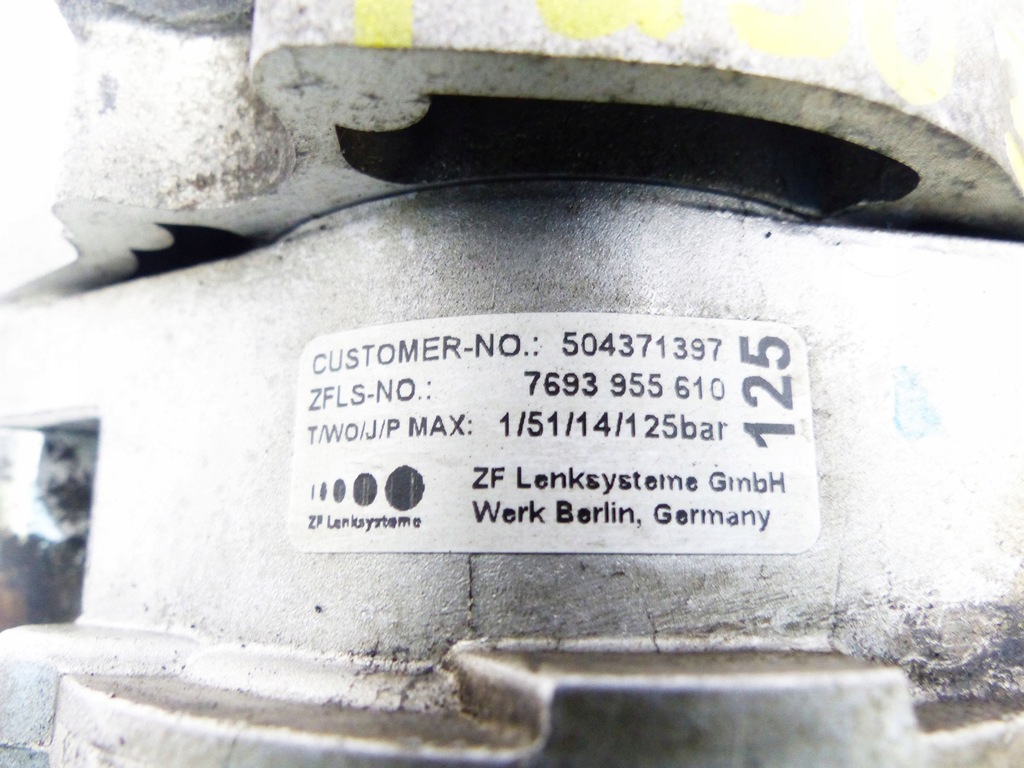 CUSTOMER-NO.: 504371397
ZFLS-NO.: 7693 955 610
T/WO/J/P MAX: 1/51/14/125bar
125
ZF Lenksysteme
ZF Lenksysteme GmbH
Werk Berlin, Germany